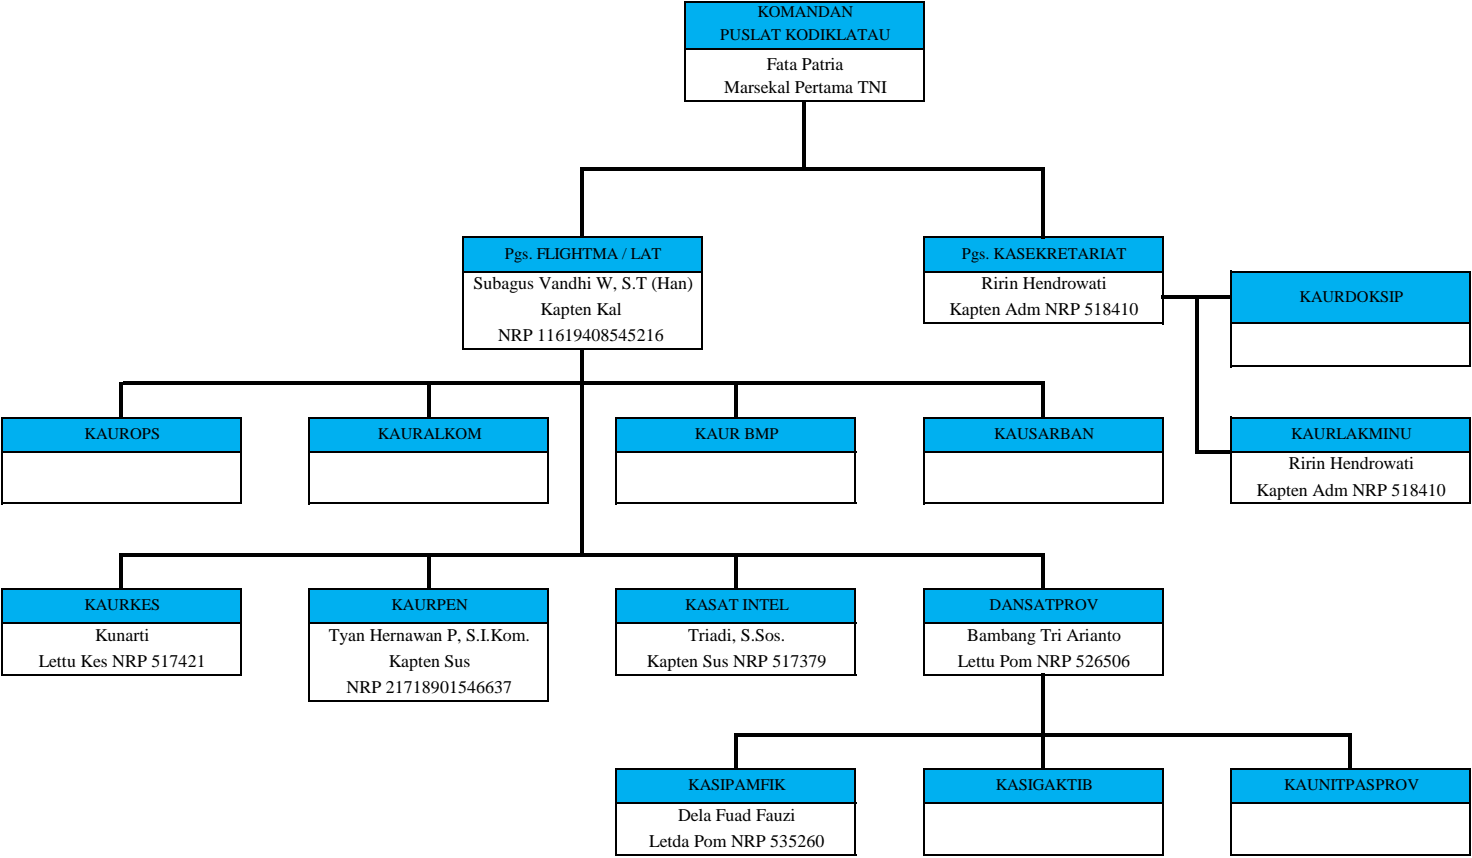 KOMANDAN
PUSLAT KODIKLATAU
Fata Patria
Marsekal Pertama TNI
Pgs. FLIGHTMA / LAT
Subagus Vandhi W, S.T (Han)
Kapten Kal
NRP 11619408545216
Pgs. KASEKRETARIAT
Ririn Hendrowati
Kapten Adm NRP 518410
KAURDOKSIP
KAUROPS
KAURALKOM
KAUR BMP
KAUSARBAN
KAURLAKMINU
Ririn Hendrowati
Kapten Adm NRP 518410
KAURKES
Kunarti
Lettu Kes NRP 517421
KAURPEN
Tyan Hernawan P, S.I.Kom.
Kapten Sus
NRP 21718901546637
KASAT INTEL
Triadi, S.Sos.
Kapten Sus NRP 517379
DANSATPROV
Bambang Tri Arianto
Lettu Pom NRP 526506
KASIPAMFIK
Dela Fuad Fauzi
Letda Pom NRP 535260
KASIGAKTIB
KAUNITPASPROV